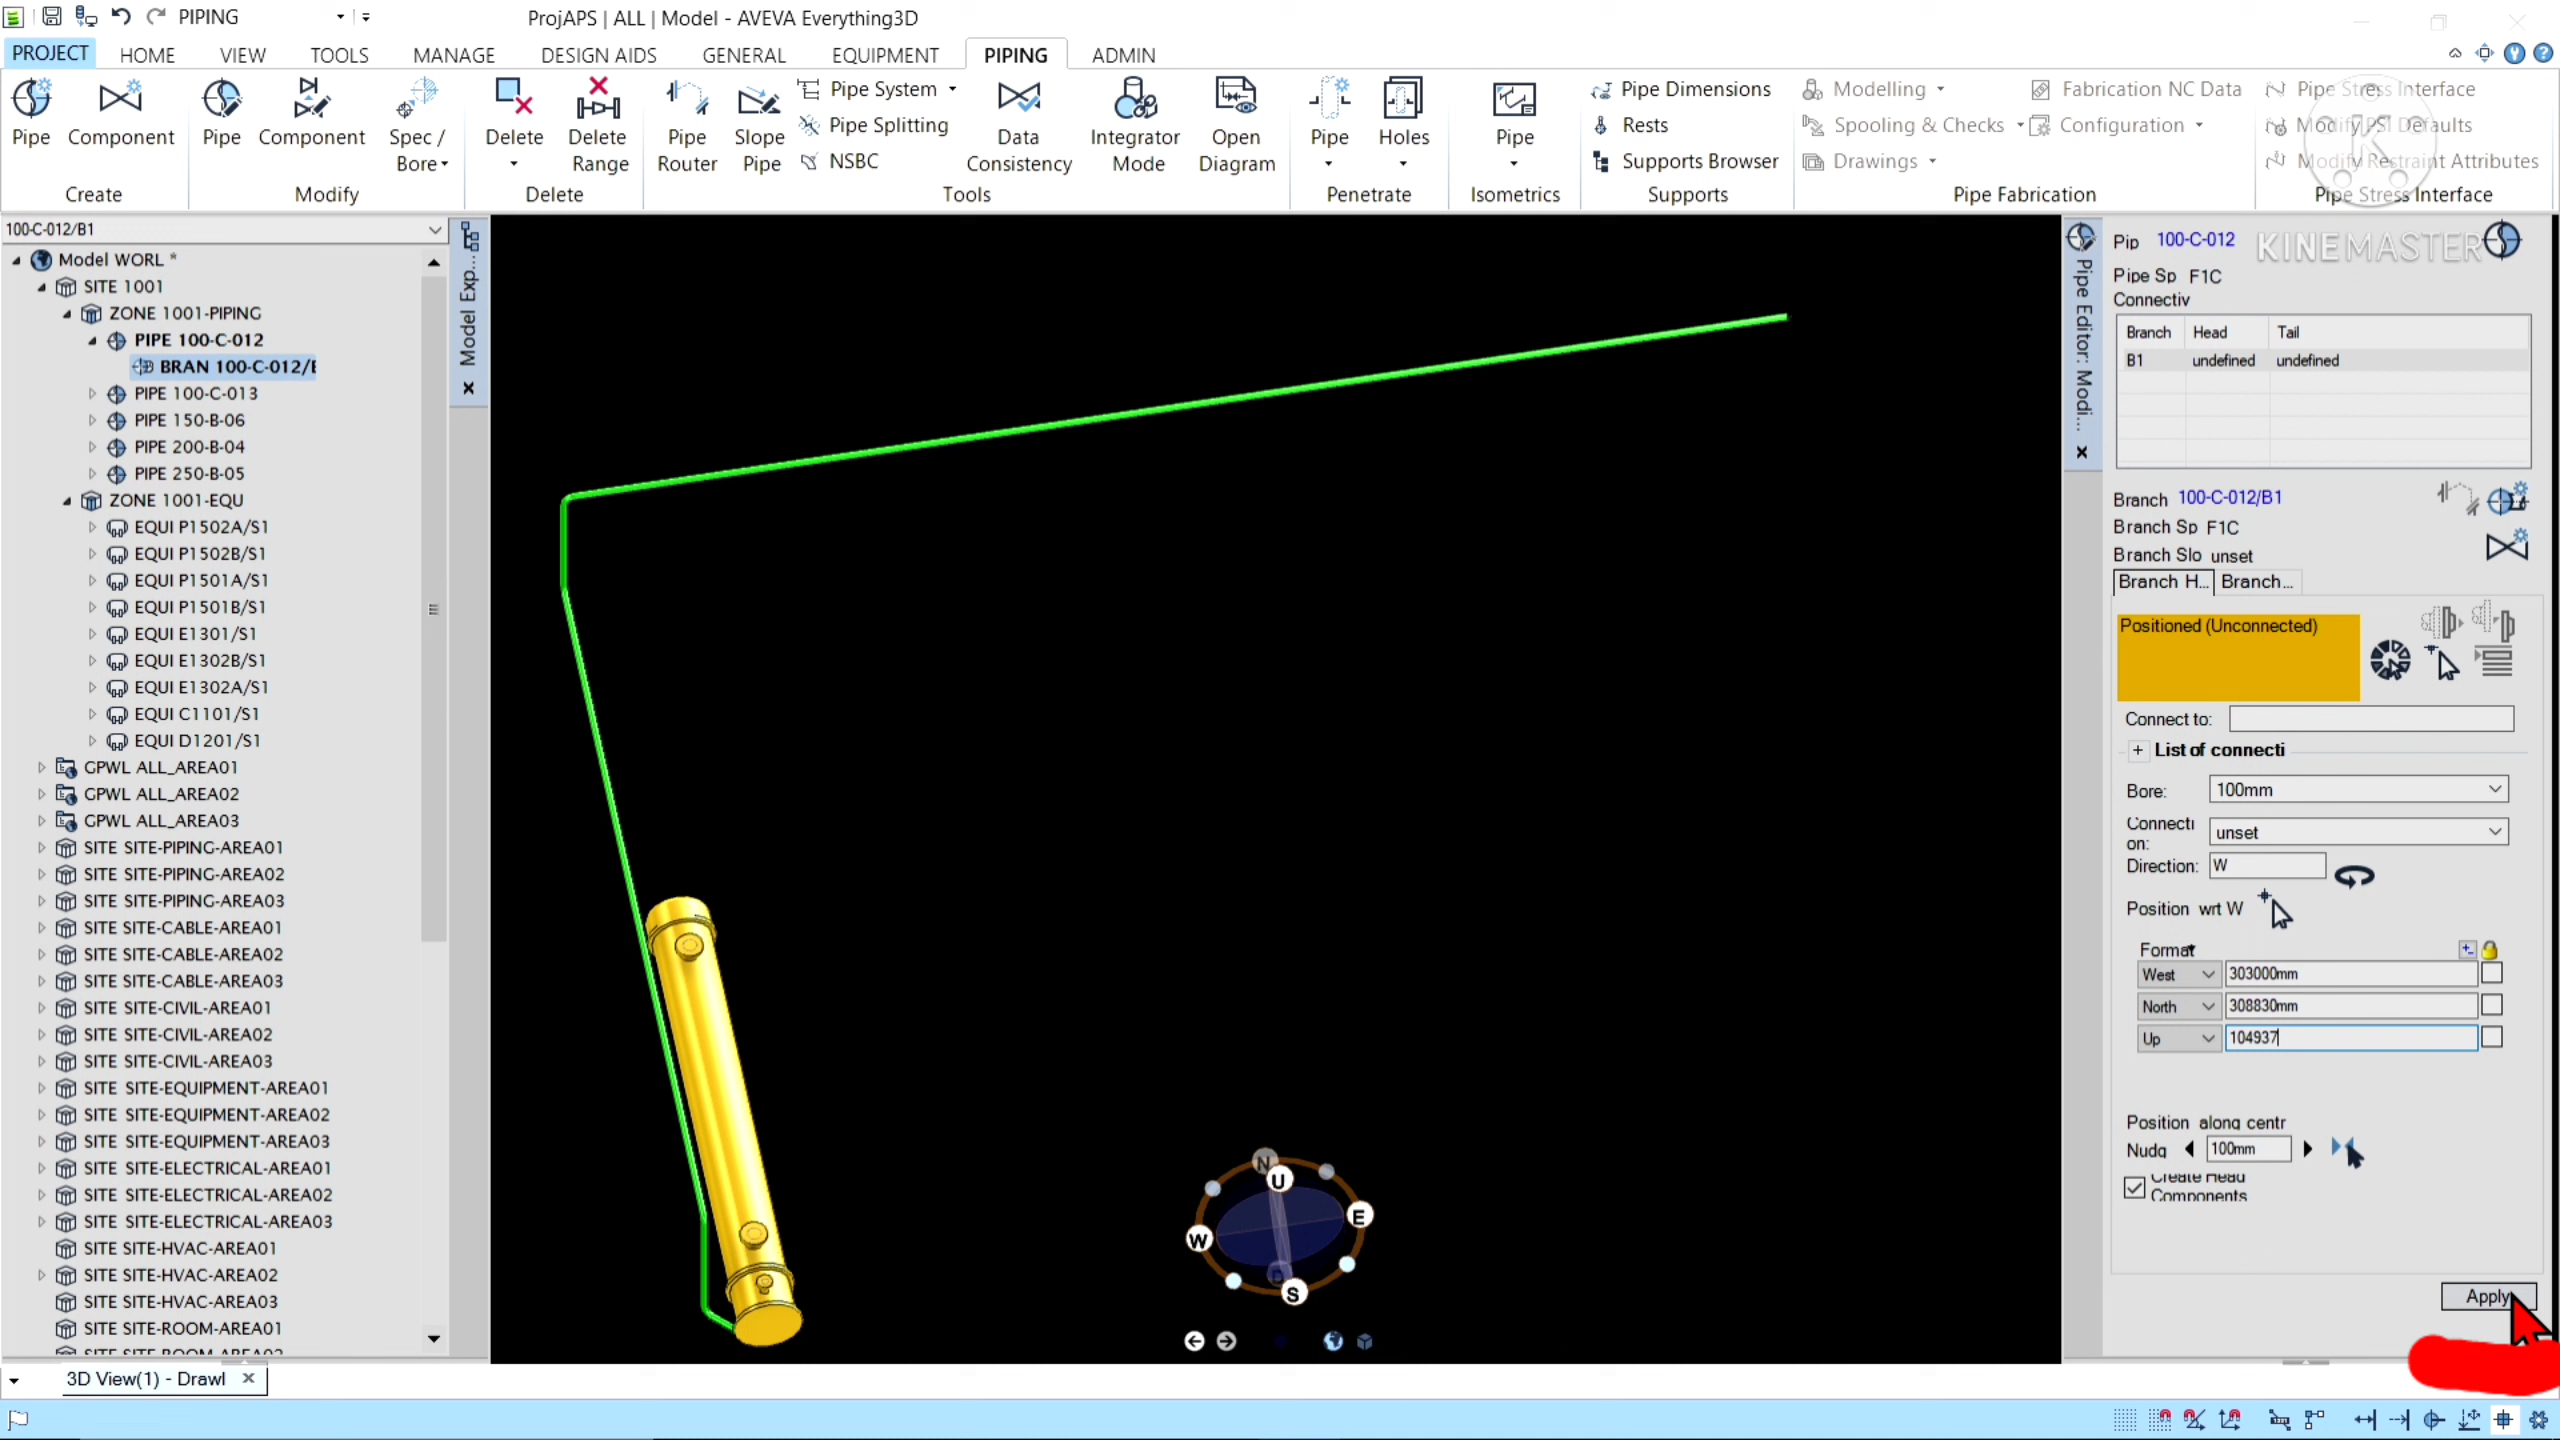 PIPING
ProjAPS | ALL | Model - AVEVA Everything3D
PROJECT HOME VIEW TOOLS MANAGE DESIGN AIDS GENERAL EQUIPMENT PIPING ADMIN
Pipe Component
Create
Pipe Component Spec / Bore
Modify
Delete Delete Range
Delete
Pipe Router Slope Pipe
Pipe System
Pipe Splitting
NSBC
Data Consistency
Integrator Mode
Open Diagram
Tools
Pipe Holes
Penetrate
Pipe
Isometrics
Pipe Dimensions
Rests
Supports Browser
Supports
Modelling
Spooling & Checks
Drawings
Fabrication NC Data
Configuration
Pipe Fabrication
Pipe Stress Interface
Modify PSI Defaults
Modify Restraint Attributes
Pipe Stress Interface
K
100-C-012/B1
Model WORL *
SITE 1001
ZONE 1001-PIPING
PIPE 100-C-012
BRAN 100-C-012/
PIPE 100-C-013
PIPE 150-B-06
PIPE 200-B-04
PIPE 250-B-05
ZONE 1001-EQU
EQUI P1502A/S1
EQUI P1502B/S1
EQUI P1501A/S1
EQUI P1501B/S1
EQUI E1301/S1
EQUI E1302B/S1
EQUI E1302A/S1
EQUI C1101/S1
EQUI D1201/S1
GPWL ALL_AREA01
GPWL ALL_AREA02
GPWL ALL_AREA03
SITE SITE-PIPING-AREA01
SITE SITE-PIPING-AREA02
SITE SITE-PIPING-AREA03
SITE SITE-CABLE-AREA01
SITE SITE-CABLE-AREA02
SITE SITE-CABLE-AREA03
SITE SITE-CIVIL-AREA01
SITE SITE-CIVIL-AREA02
SITE SITE-CIVIL-AREA03
SITE SITE-EQUIPMENT-AREA01
SITE SITE-EQUIPMENT-AREA02
SITE SITE-EQUIPMENT-AREA03
SITE SITE-ELECTRICAL-AREA01
SITE SITE-ELECTRICAL-AREA02
SITE SITE-ELECTRICAL-AREA03
SITE SITE-HVAC-AREA01
SITE SITE-HVAC-AREA02
SITE SITE-HVAC-AREA03
SITE SITE-ROOM-AREA01
SITE SITE-ROOM-AREA02
Model Exp...
N
U
E
W
S
Pipe Editor: Modi...
Pip 100-C-012
KINEMASTER
Pipe Sp F1C
Connectiv
Branch Head Tail
B1 undefined undefined
Branch 100-C-012/B1
Branch Sp F1C
Branch Slo unset
Branch H... Branch...
Positioned (Unconnected)
Connect to:
List of connecti
Bore: 100mm
Connecti on: unset
Direction: W
Position wrt W
Format
West 303000mm
North 308830mm
Up 104937
Position along centr
Nudg 100mm
Create Head
Components
Apply
3D View(1) - Drawl